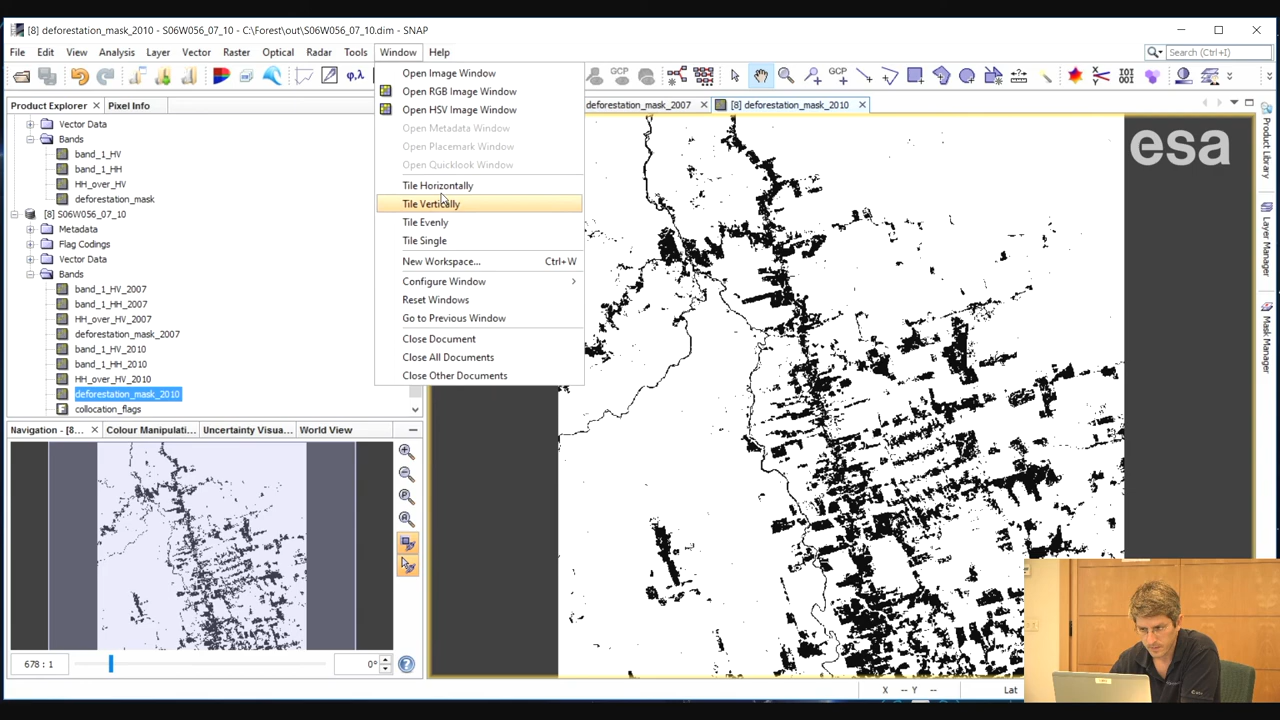 [8] deforestation_mask_2010 - S06W056_07_10 - C:\Forest\out\S06W056_07_10.dim - SNAP
File Edit View Analysis Layer Vector Raster Optical Radar Tools Window Help
Search (Ctrl+I)
φ,λ
GCP
GCP
Product Explorer
Pixel Info
deforestation_mask_2007
[8] deforestation_mask_2010
Vector Data
Bands
band_1_HV
band_1_HH
HH_over_HV
deforestation_mask
[8] S06W056_07_10
Metadata
Flag Codings
Vector Data
Bands
band_1_HV_2007
band_1_HH_2007
HH_over_HV_2007
deforestation_mask_2007
band_1_HV_2010
band_1_HH_2010
HH_over_HV_2010
deforestation_mask_2010
collocation_flags
Open Image Window
Open RGB Image Window
Open HSV Image Window
Open Metadata Window
Open Placemark Window
Open Quicklook Window
Tile Horizontally
Tile Vertically
Tile Evenly
Tile Single
New Workspace... Ctrl+W
Configure Window
Reset Windows
Go to Previous Window
Close Document
Close All Documents
Close Other Documents
esa
Product Library
Layer Manager
Mask Manager
Navigation - [8...
Colour Manipulati...
Uncertainty Visua...
World View
678 : 1
0°
X -- Y --
Lat